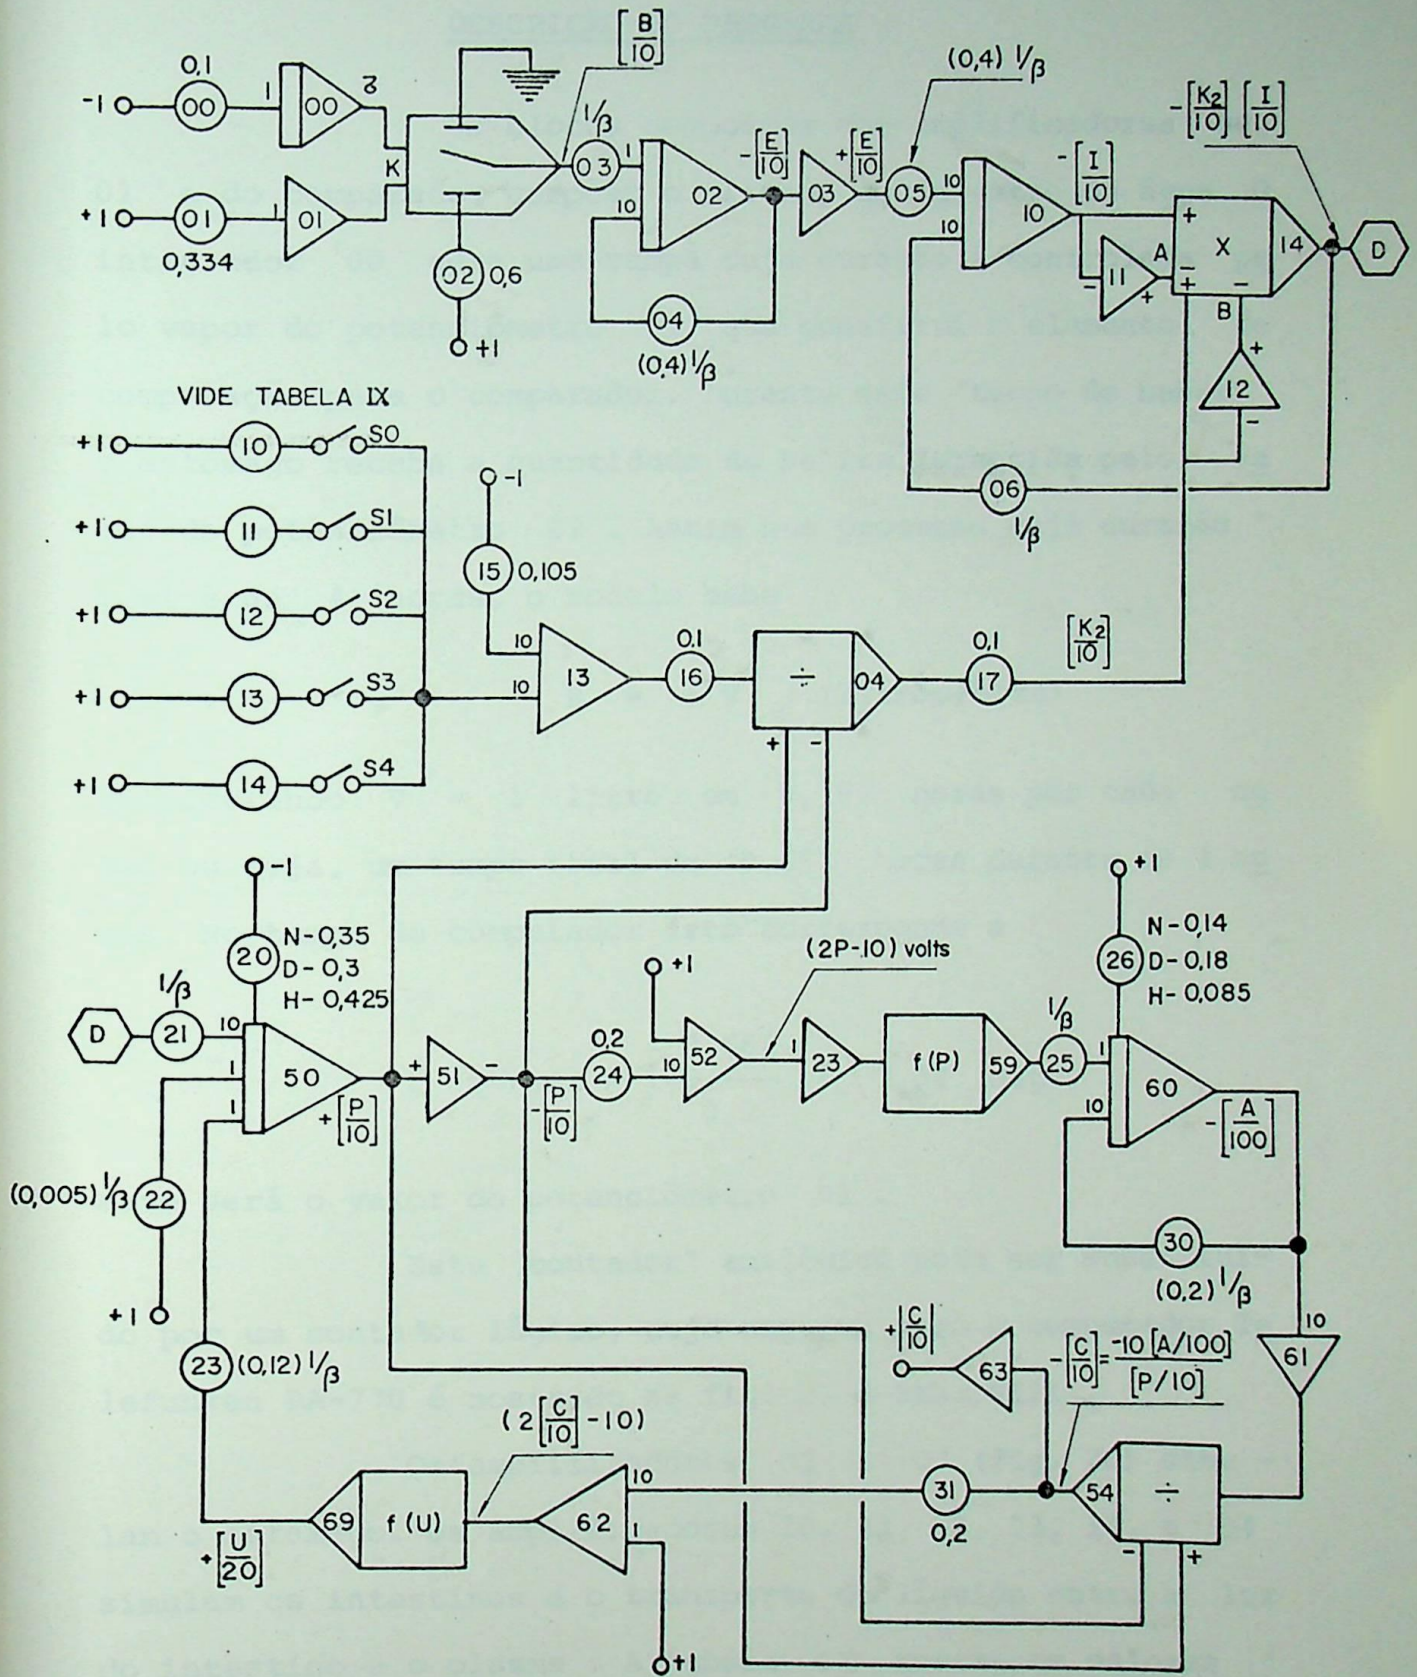 [B/10]
0,1
-1 00 1 00 γ
(0,4) 1/β
1/β
K 03 1 02 -[E/10] 03 +[E/10] 05 10 10 -[I/10]
-[K2/10] [I/10]
+1 01 1 01
0,334
02 0,6
+1
10
04
(0,4) 1/β
10
11 A
- +
+
-
+ X 14 D
-
B
+
12
-
06
1/β
VIDE TABELA IX
+1 10 S0
+1 11 S1
+1 12 S2
+1 13 S3
+1 14 S4
-1
15 0,105
10
10 13
0,1
16 ÷ 04
+ -
0,1
17
[K2/10]
-1
20 N-0,35
D-0,3
H-0,425
1/β
D 21 10
1
1
50
+[P/10]
+ 51 -
-[P/10]
0,2
24
+1
10 52
(2P-10) volts
1 23 f(P) 59
1/β
25 1
+1
26 N-0,14
D-0,18
H-0,085
60
10
-[A/100]
30
(0,2) 1/β
(0,005) 1/β 22
+1
23 (0,12) 1/β
10
61
+|C/10|
63
-[C/10] = -10 [A/100] / [P/10]
54 ÷
- +
31
0,2
(2[C/10]-10)
10
62
1
+1
69 f(U)
+[U/20]